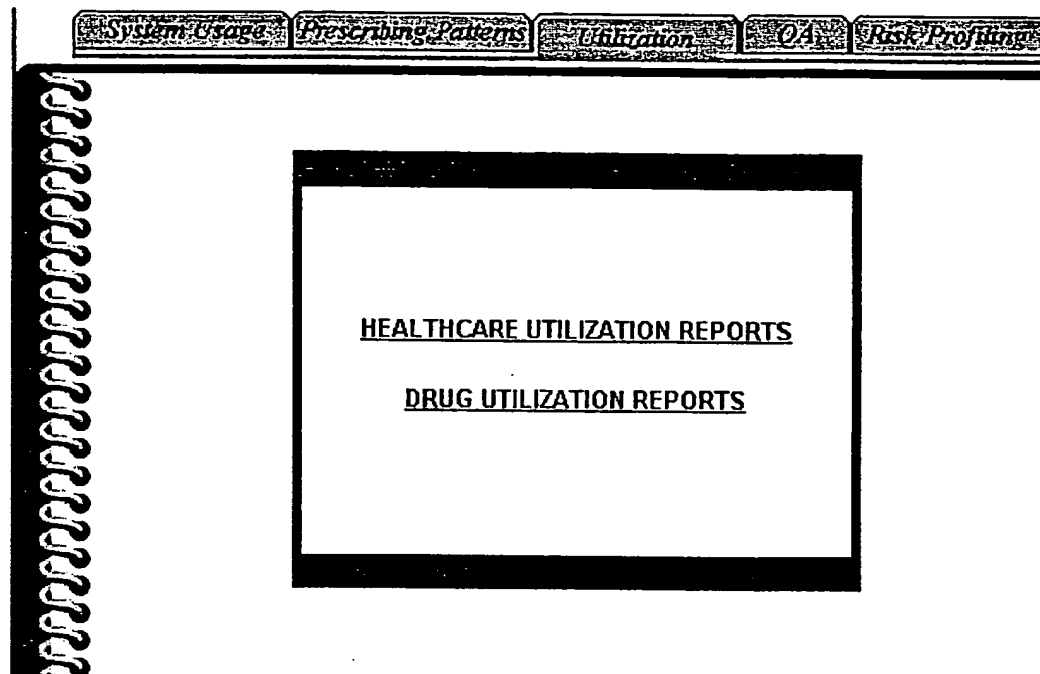 System Usage Prescribing Patterns Utilization QA Risk Profiling
HEALTHCARE UTILIZATION REPORTS
DRUG UTILIZATION REPORTS